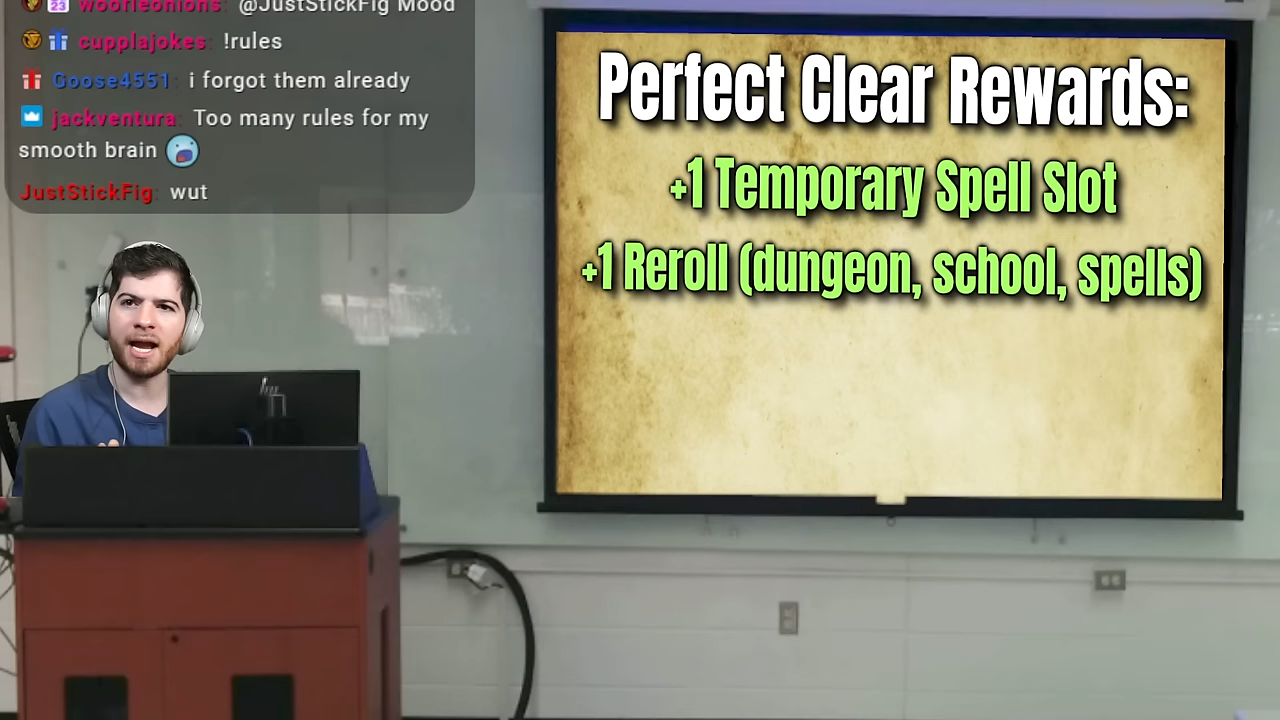 woofieonions: @JustStickFig Mood
cupplajokes: !rules
Goose4551: i forgot them already
jackventura: Too many rules for my
smooth brain
JustStickFig: wut
Perfect Clear Rewards:
+1 Temporary Spell Slot
+1 Reroll (dungeon, school, spells)